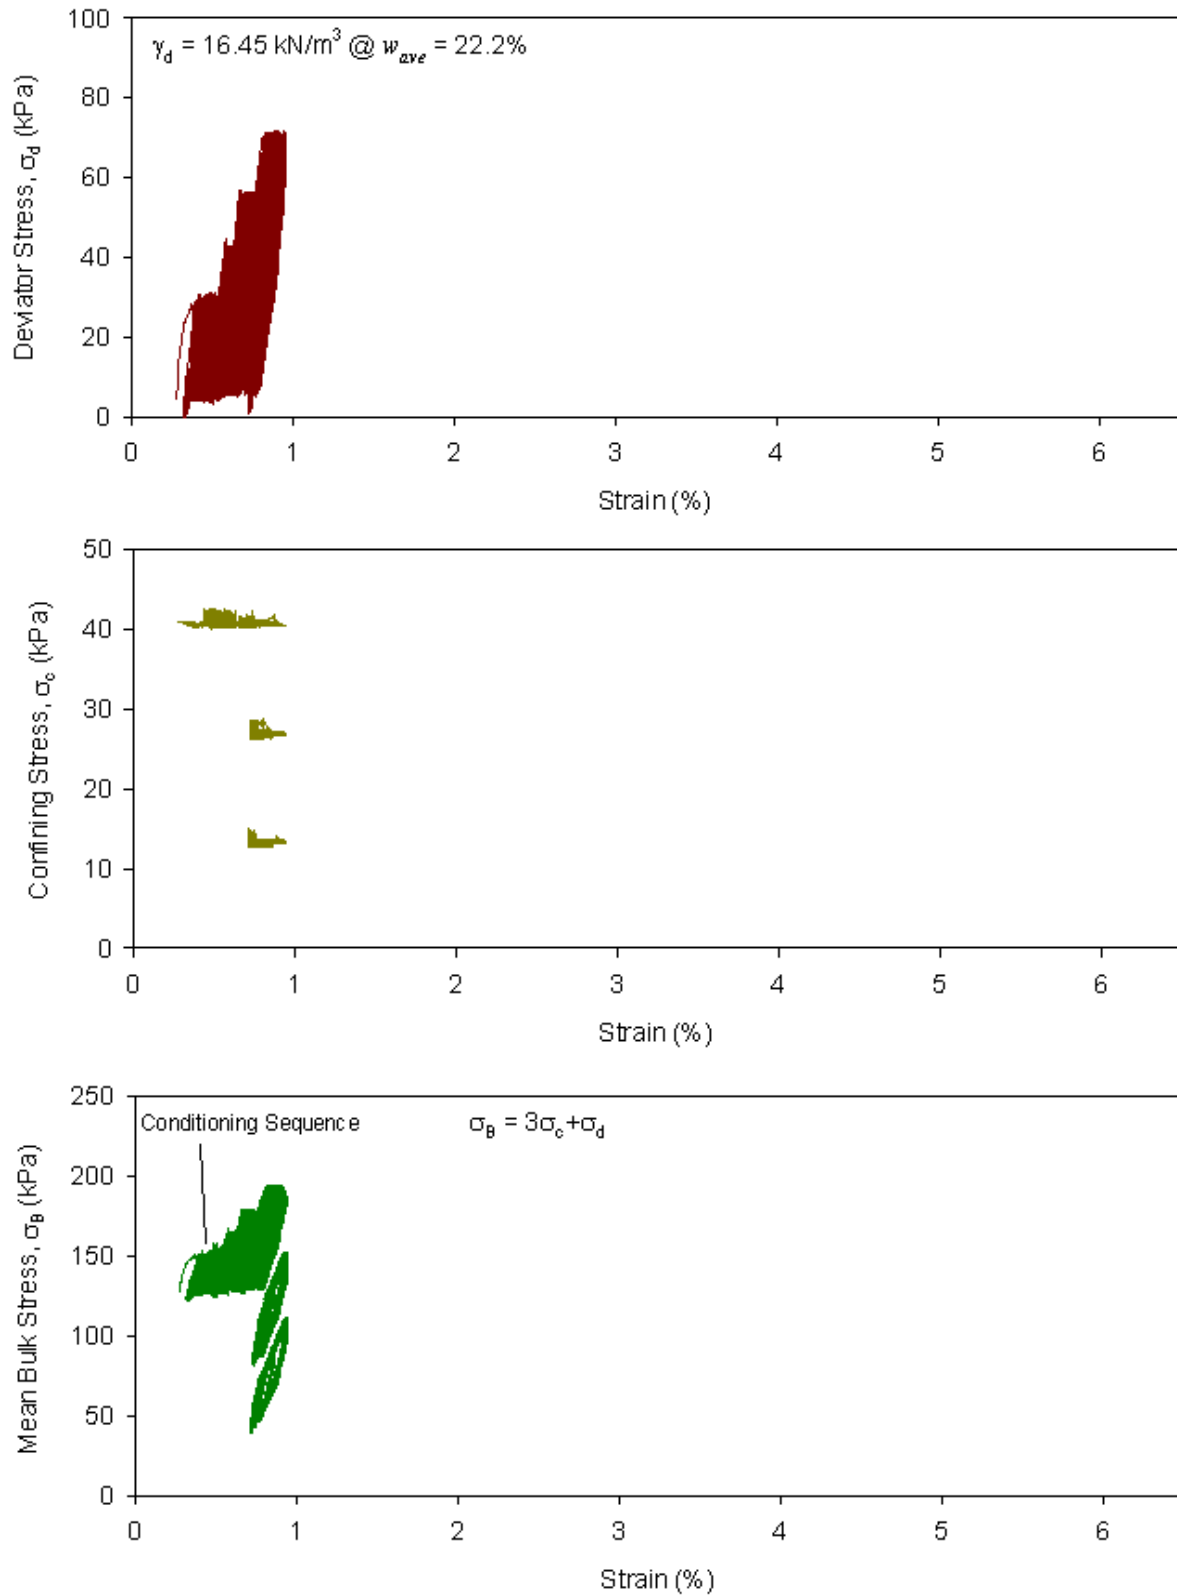 γd = 16.45 kN/m³ @ wave = 22.2%
Deviator Stress, σd (kPa)
100
80
60
40
20
0
0 1 2 3 4 5 6
Strain (%)
Confining Stress, σc (kPa)
50
40
30
20
10
0
0 1 2 3 4 5 6
Strain (%)
Mean Bulk Stress, σB (kPa)
250
Conditioning Sequence σB = 3σc+σd
200
150
100
50
0
0 1 2 3 4 5 6
Strain (%)